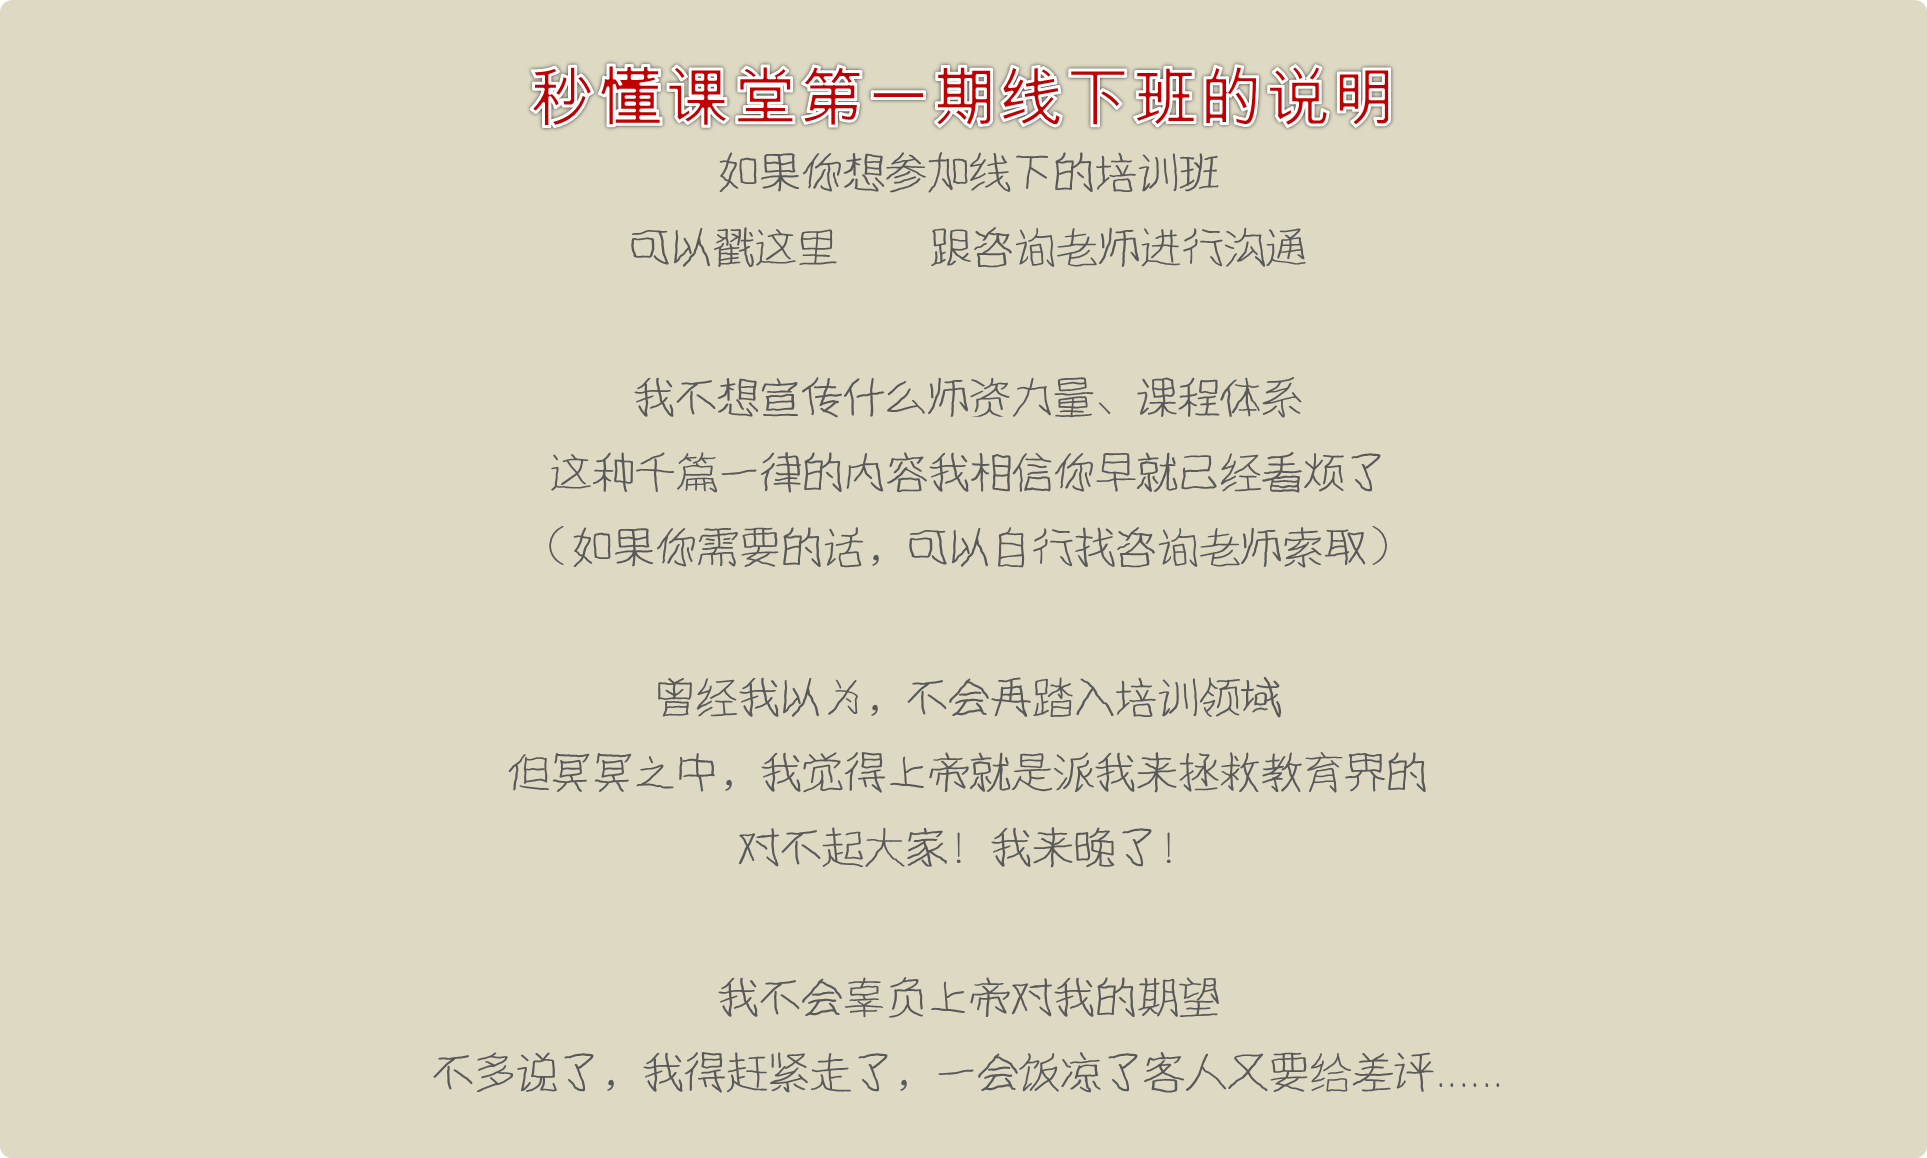 秒懂课堂第一期线下班的说明
如果你想参加线下的培训班
可以戳这里 跟咨询老师进行沟通
我不想宣传什么师资力量、课程体系
这种千篇一律的内容我相信你早就已经看烦了
（如果你需要的话，可以自行找咨询老师索取）
曾经我以为，不会再踏入培训领域
但冥冥之中，我觉得上帝就是派我来拯救教育界的
对不起大家！我来晚了！
我不会辜负上帝对我的期望
不多说了，我得赶紧走了，一会饭凉了客人又要给差评......